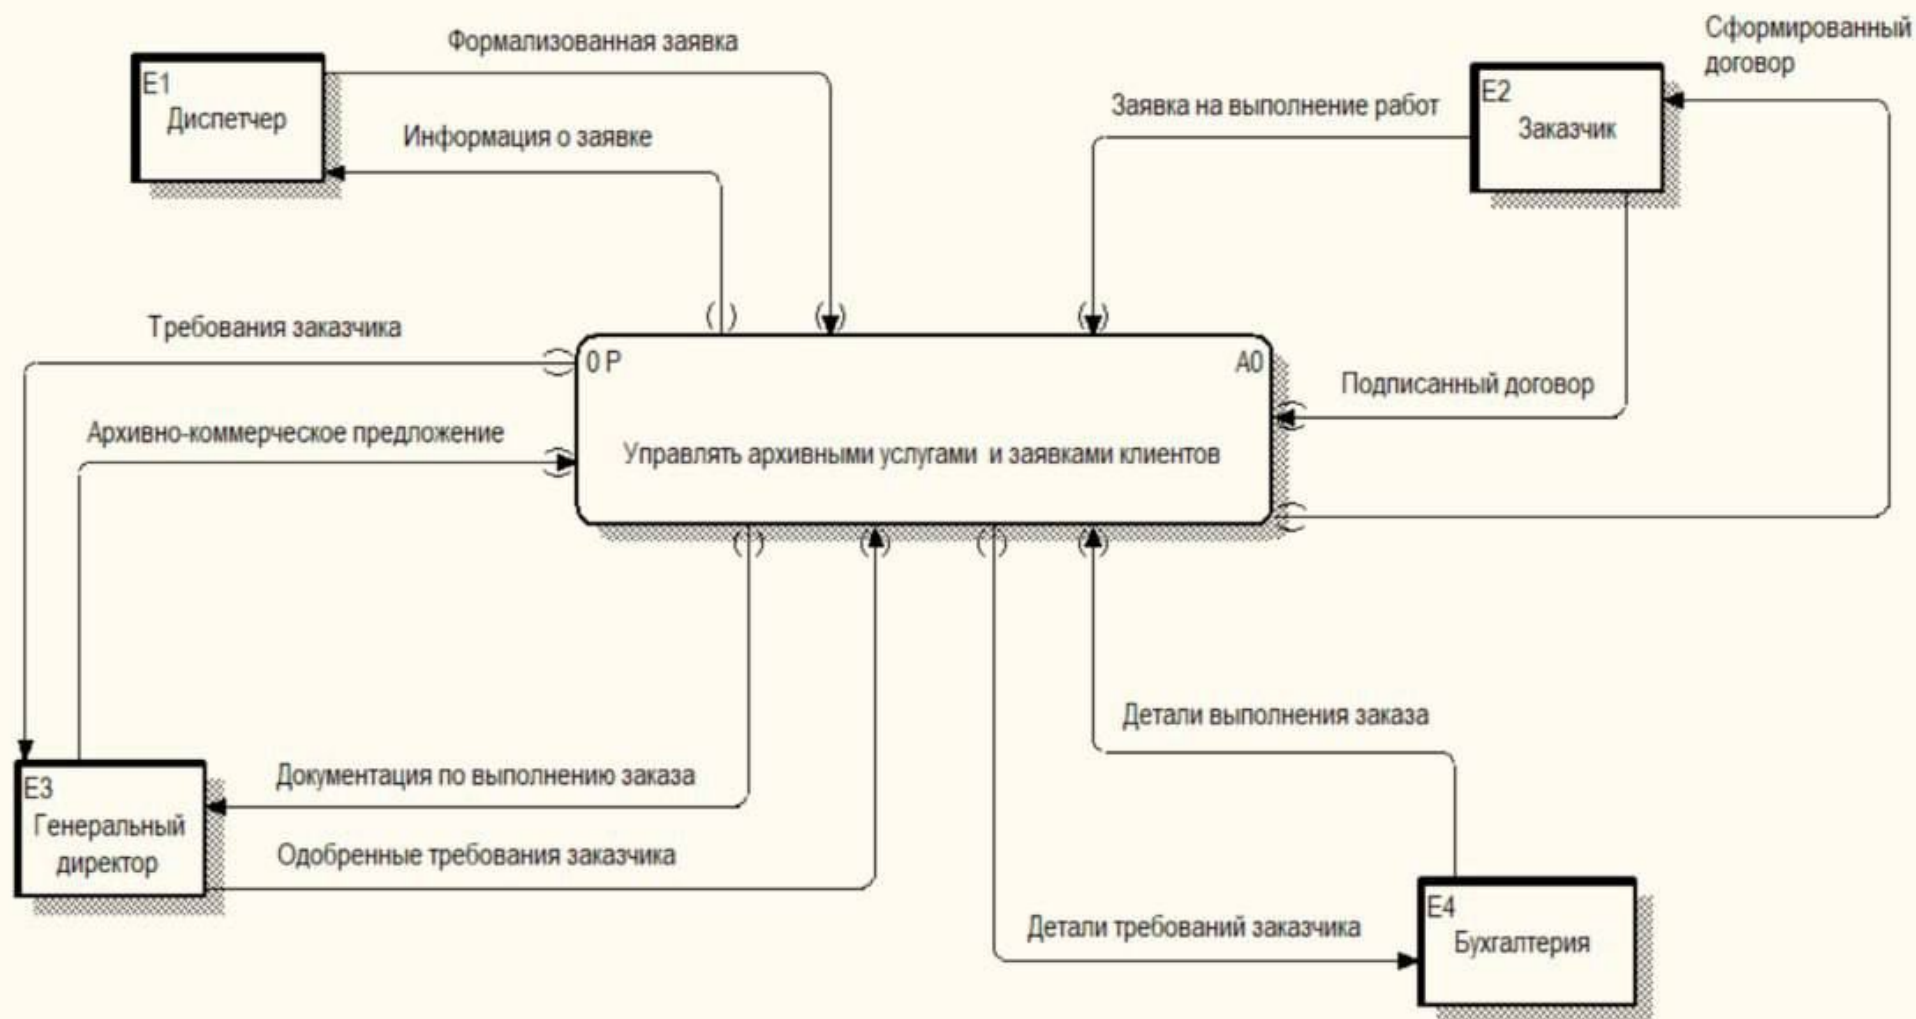 Формализованная заявка
Сформированный
договор
E1
Диспетчер
E2
Заказчик
Заявка на выполнение работ
Информация о заявке
Требования заказчика
0 P
A0
Подписанный договор
Архивно-коммерческое предложение
Управлять архивными услугами и заявками клиентов
Детали выполнения заказа
Документация по выполнению заказа
E3
Генеральный
директор
Одобренные требования заказчика
E4
Бухгалтерия
Детали требований заказчика